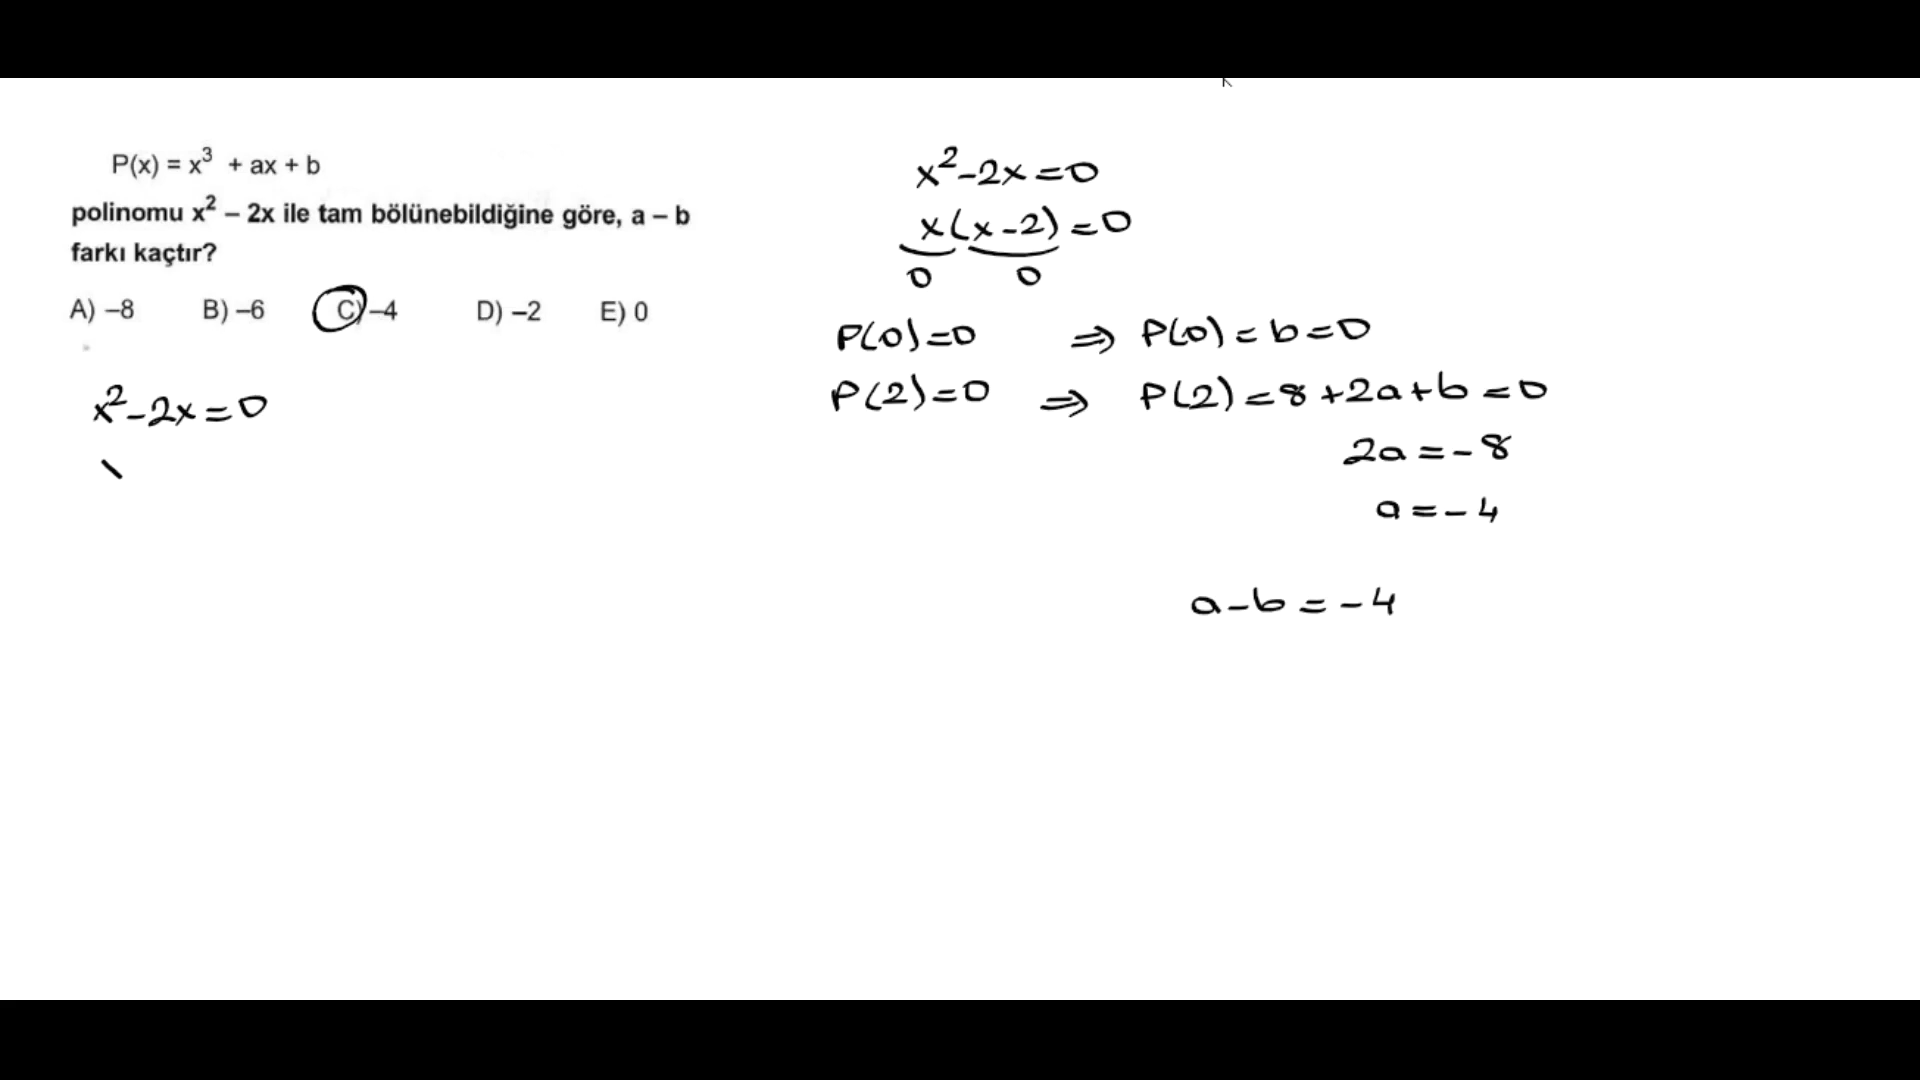 P(x) = x³ + ax + b
polinomu x² – 2x ile tam bölünebildiğine göre, a – b
farkı kaçtır?
A) –8 B) –6 C) –4 D) –2 E) 0
x²-2x=0
x²-2x=0
x(x-2)=0
0 0
P(0)=0 ⇒ P(0)=b=0
P(2)=0 ⇒ P(2)=8+2a+b=0
2a=-8
a=-4
a-b=-4